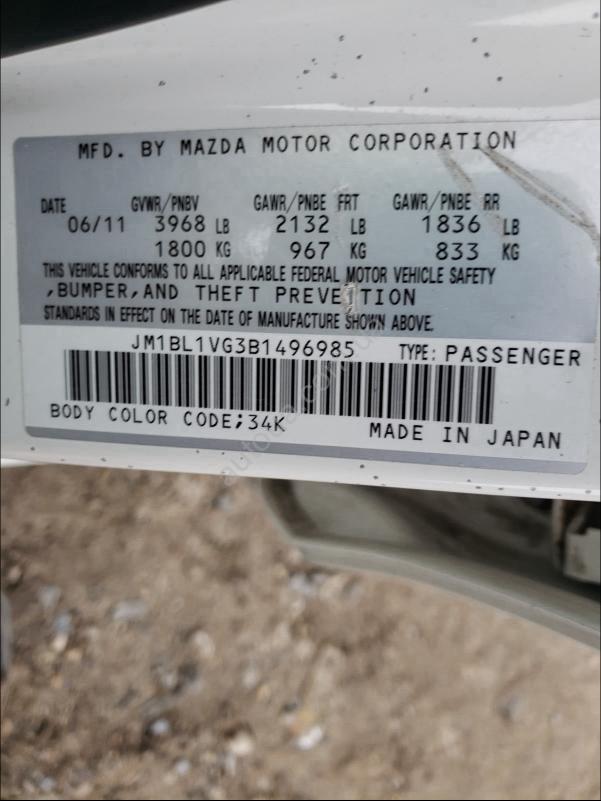 MFD. BY MAZDA MOTOR CORPORATION
DATE GVWR/PNBV GAWR/PNBE FRT GAWR/PNBE RR
06/11 3968 LB 2132 LB 1836 LB
1800 KG 967 KG 833 KG
THIS VEHICLE CONFORMS TO ALL APPLICABLE FEDERAL MOTOR VEHICLE SAFETY
,BUMPER,AND THEFT PREVENTION
STANDARDS IN EFFECT ON THE DATE OF MANUFACTURE SHOWN ABOVE.
JM1BL1VG3B1496985 TYPE: PASSENGER
BODY COLOR CODE;34K
MADE IN JAPAN